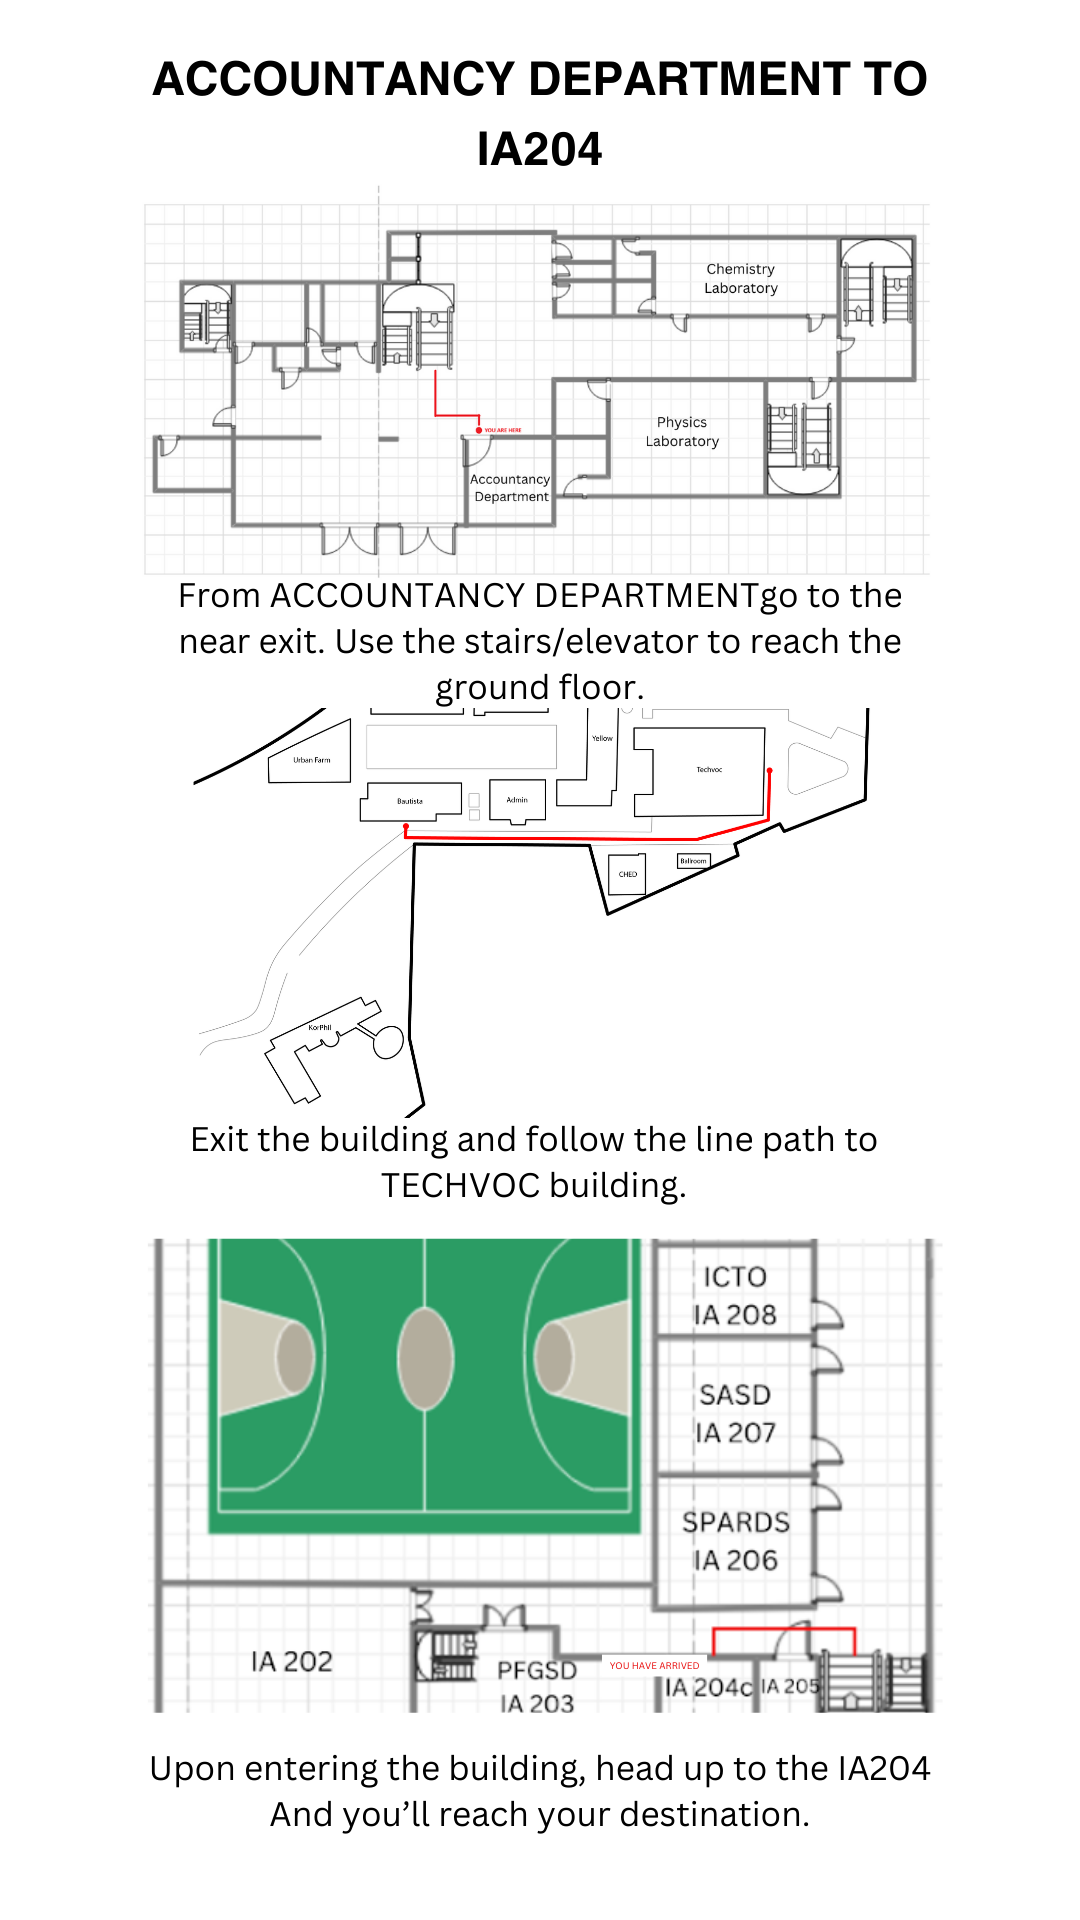 ACCOUNTANCY DEPARTMENT TO
IA204
Chemistry
Laboratory
Physics
Laboratory
YOU ARE HERE
Accountancy
Department
From ACCOUNTANCY DEPARTMENTgo to the
near exit. Use the stairs/elevator to reach the
ground floor.
Urban Farm
Yellow
Techvoc
Bautista
Admin
CHED
Ballroom
KorPhil
Exit the building and follow the line path to
TECHVOC building.
ICTO
IA 208
SASD
IA 207
SPARDS
IA 206
IA 202
PFGSD
IA 203
YOU HAVE ARRIVED
IA 204c
IA 205
Upon entering the building, head up to the IA204
And you’ll reach your destination.